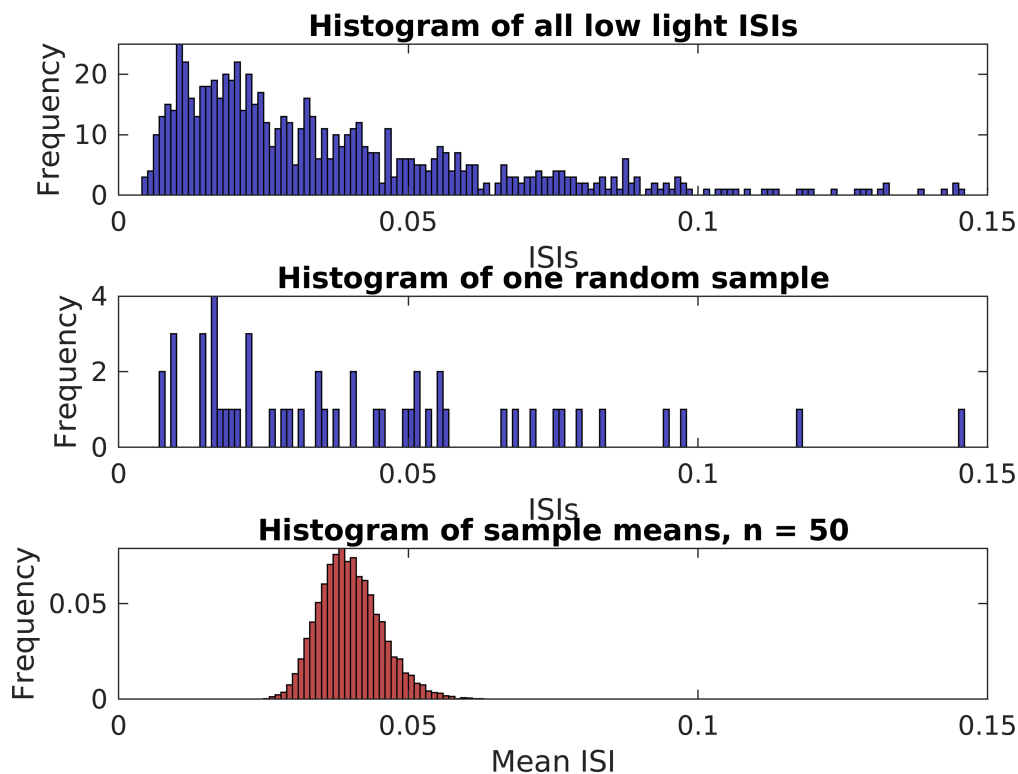 Histogram of all low light ISIs
Frequency
20
10
0
0 0.05 0.1 0.15
ISIs
Histogram of one random sample
Frequency
4
2
0
0 0.05 0.1 0.15
ISIs
Histogram of sample means, n = 50
Frequency
0.05
0
0 0.05 0.1 0.15
Mean ISI